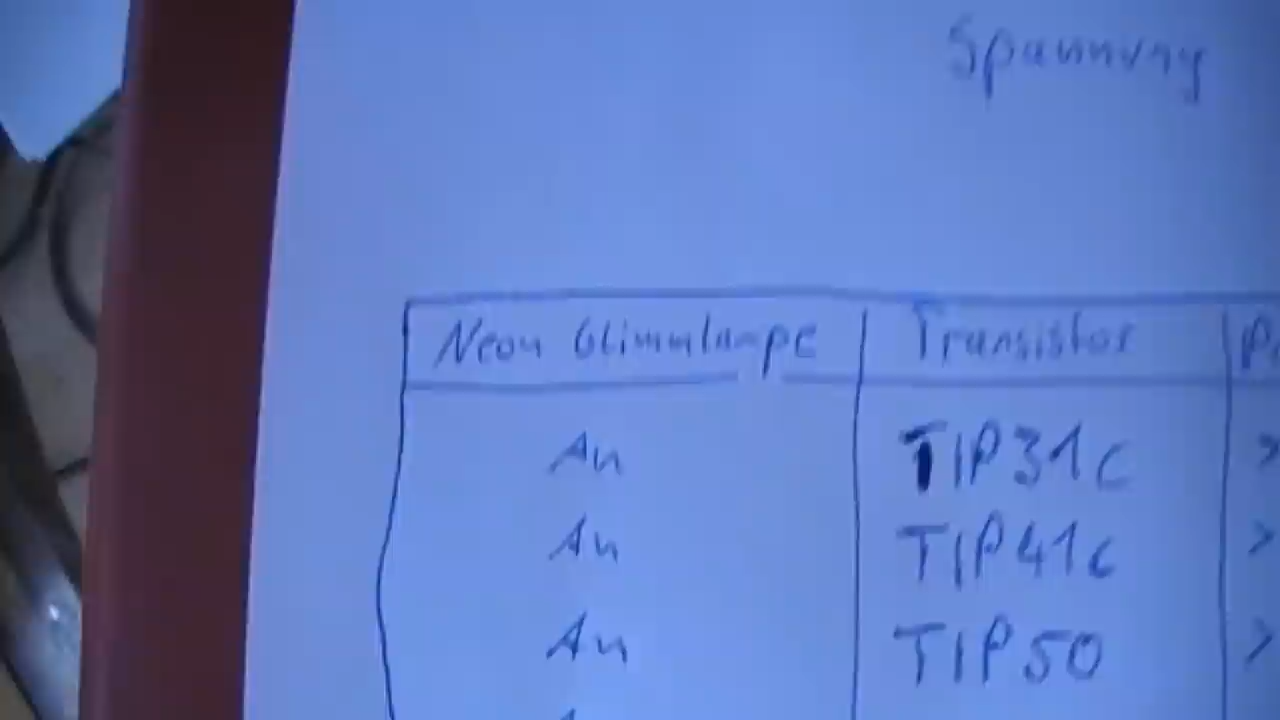 Spannung
Neon Glimmlampe Transistor
An TIP31c
An TIP41c
An TIP50